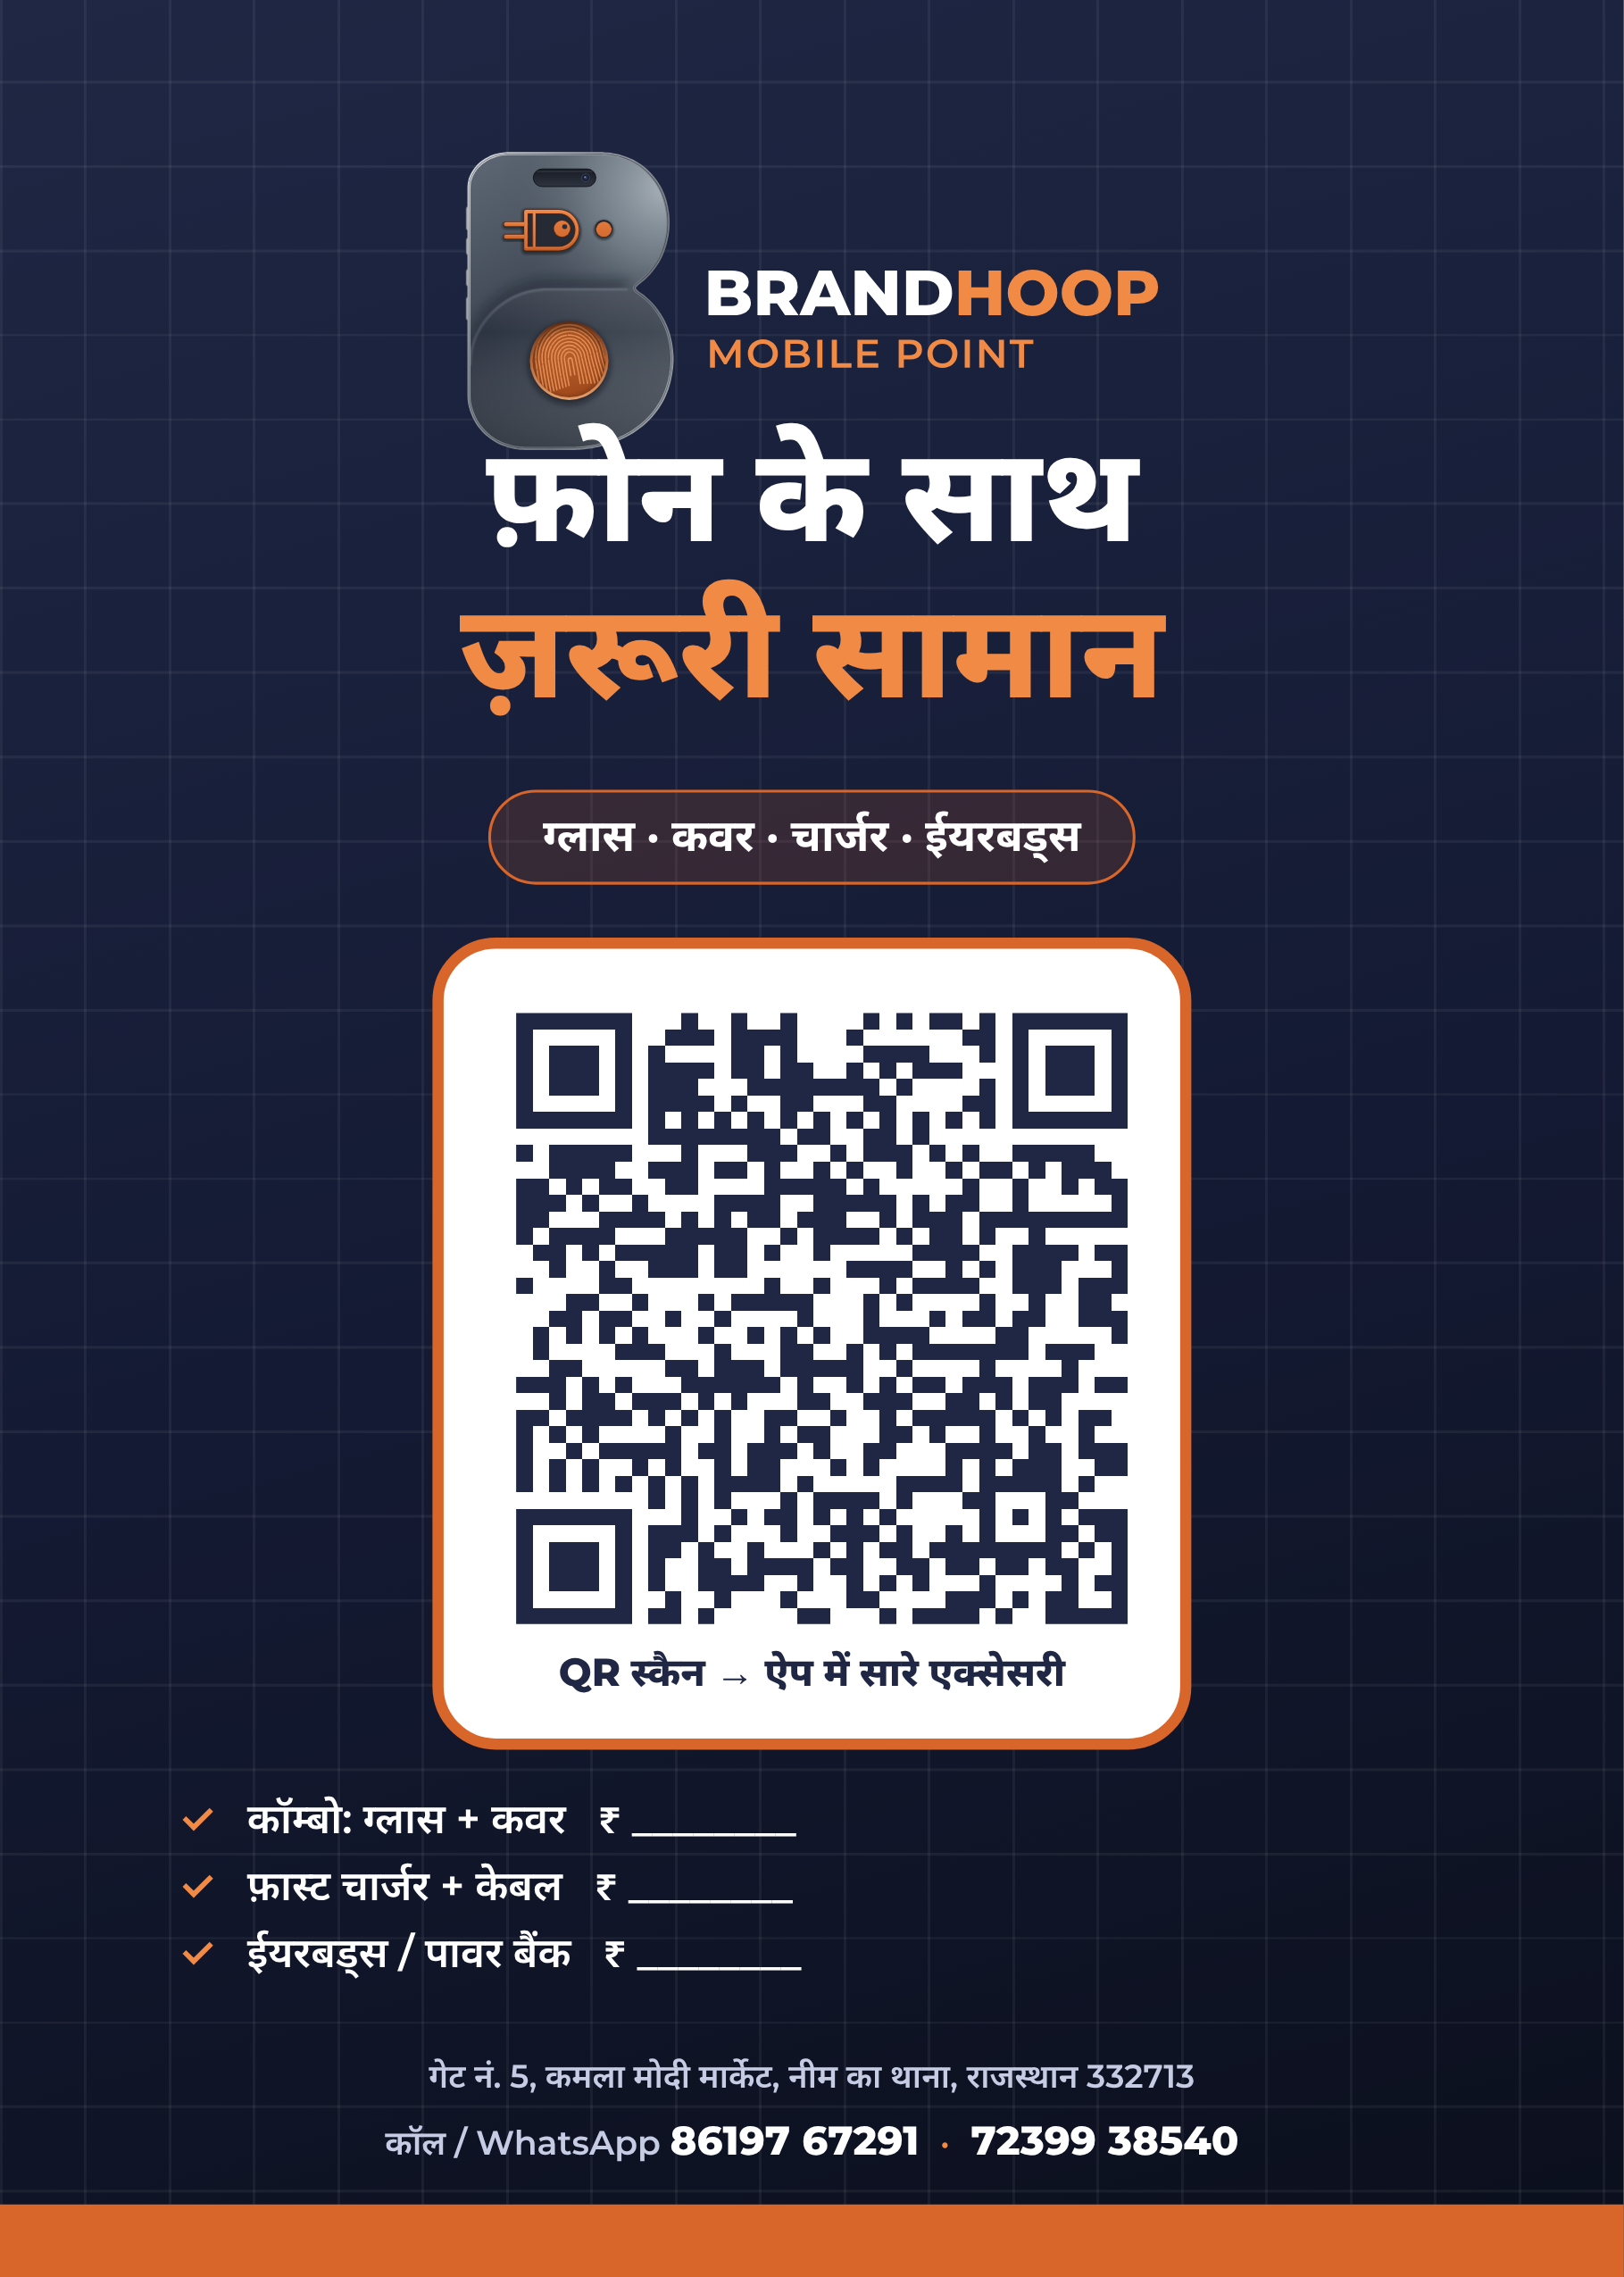 BRANDHOOP
MOBILE POINT
फ़ोन के साथ
ज़रूरी सामान
ग्लास · कवर · चार्जर · ईयरबड्स
QR स्कैन → ऐप में सारे एक्सेसरी
✓ कॉम्बो: ग्लास + कवर ₹ ________
✓ फ़ास्ट चार्जर + केबल ₹ ________
✓ ईयरबड्स / पावर बैंक ₹ ________
गेट नं. 5, कमला मोदी मार्केट, नीम का थाना, राजस्थान 332713
कॉल / WhatsApp 86197 67291 · 72399 38540